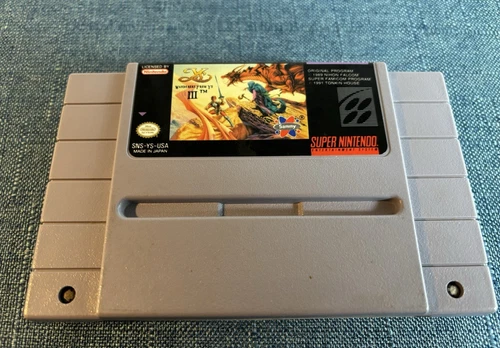 LICENSED BY
Nintendo
Ys
WANDERERS FROM YS
III™
SNS-YS-USA
MADE IN JAPAN
ORIGINAL PROGRAM
1989 NIHON FALCOM
SUPER FAMICOM PROGRAM
1991 TONKIN HOUSE
SUPER NINTENDO
ENTERTAINMENT SYSTEM